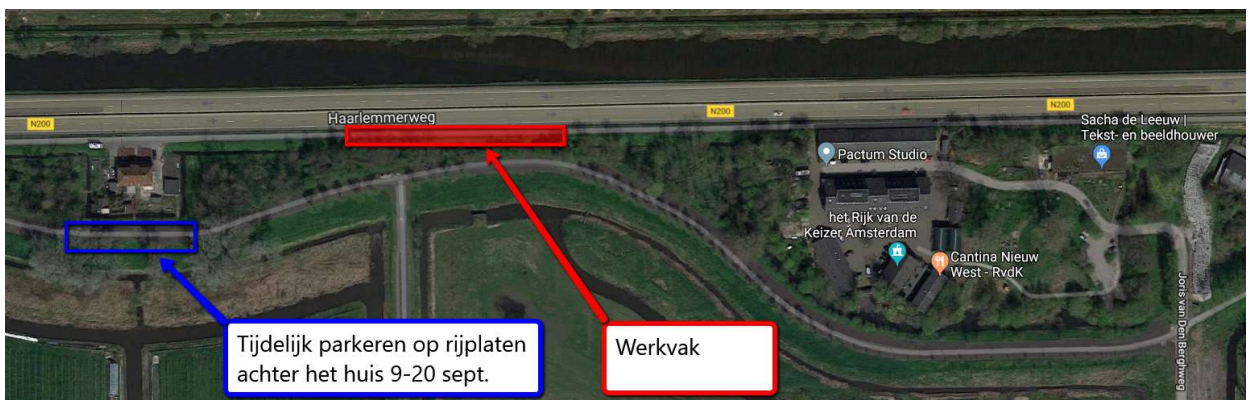 Haarlemmerweg
N200
N200
N200
Sacha de Leeuw |
Tekst- en beeldhouwer
Pactum Studio
het Rijk van de
Keizer Amsterdam
Cantina Nieuw
West - RvdK
Joris van Den Berghweg
Tijdelijk parkeren op rijplaten
achter het huis 9-20 sept.
Werkvak